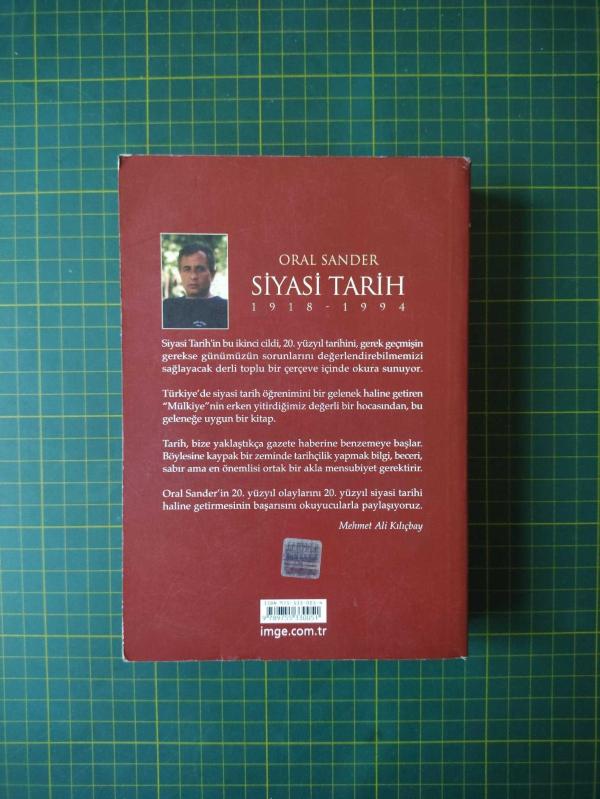 ORAL SANDER
SİYASİ TARİH
1918 - 1994
Siyasi Tarih'in bu ikinci cildi, 20. yüzyıl tarihini, gerek geçmişin
gerekse günümüzün sorunlarını değerlendirebilmemizi
sağlayacak derli toplu bir çerçeve içinde okura sunuyor.
Türkiye'de siyasi tarih öğrenimini bir gelenek haline getiren
“Mülkiye”nin erken yitirdiğimiz değerli bir hocasından, bu
geleneğe uygun bir kitap.
Tarih, bize yaklaştıkça gazete haberine benzemeye başlar.
Böylesine kaypak bir zeminde tarihçilik yapmak bilgi, beceri,
sabır ama en önemlisi ortak bir akla mensubiyet gerektirir.
Oral Sander'in 20. yüzyıl olaylarını 20. yüzyıl siyasi tarihi
haline getirmesinin başarısını okuyucularla paylaşıyoruz.
Mehmet Ali Kılıçbay
ISBN 975-533-
9789755330051
imge.com.tr